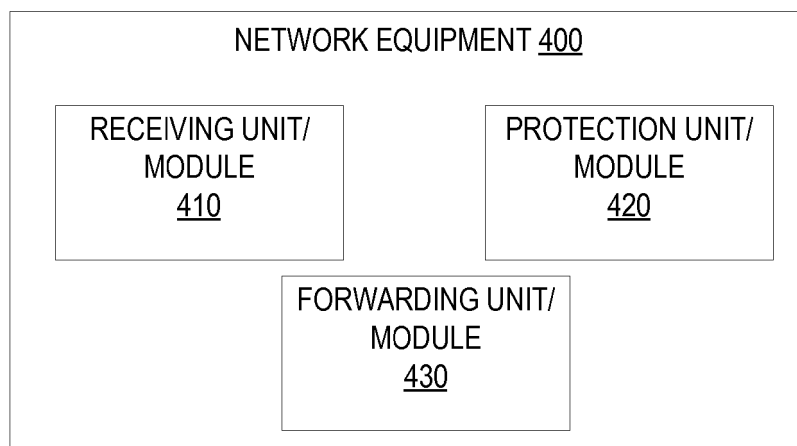 NETWORK EQUIPMENT 400
RECEIVING UNIT/
MODULE
410
PROTECTION UNIT/
MODULE
420
FORWARDING UNIT/
MODULE
430